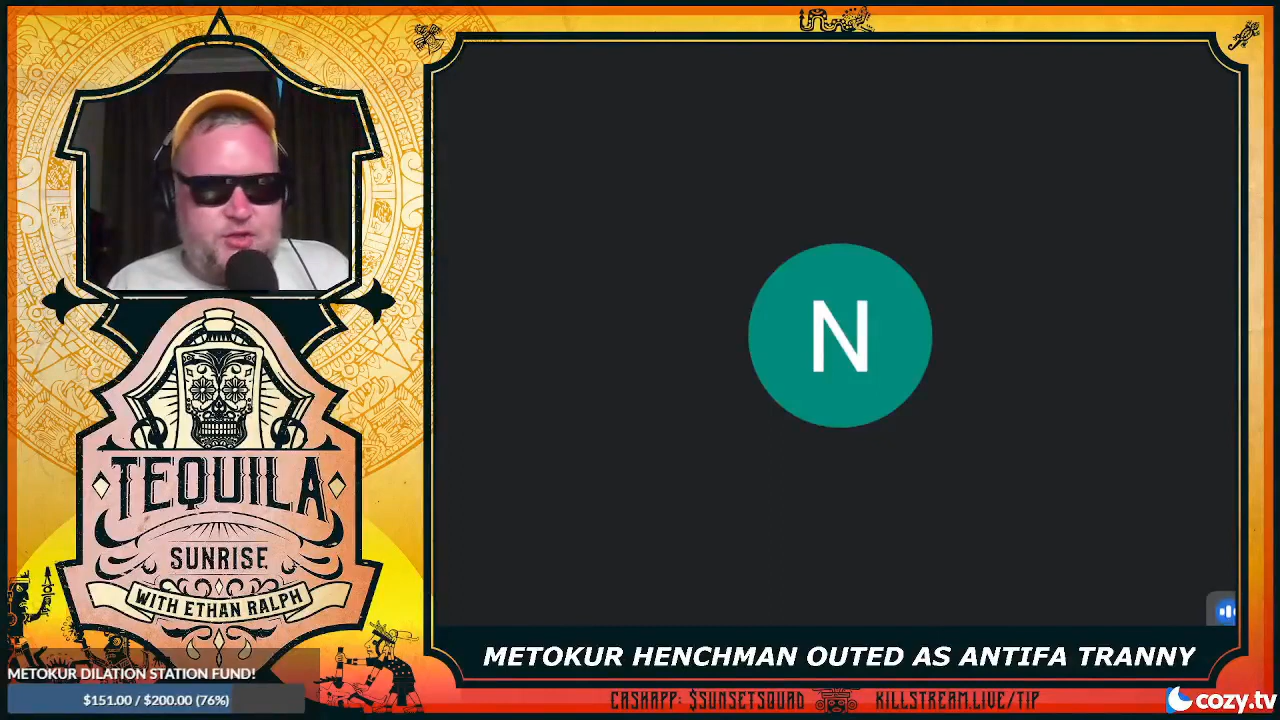 N
TEQUILA
SUNRISE
WITH ETHAN RALPH
METOKUR DILATION STATION FUND!
$151.00 / $200.00 (76%)
METOKUR HENCHMAN OUTED AS ANTIFA TRANNY
CASHAPP: $SUNSETSQUAD
KILLSTREAM.LIVE/TIP
cozy.tv